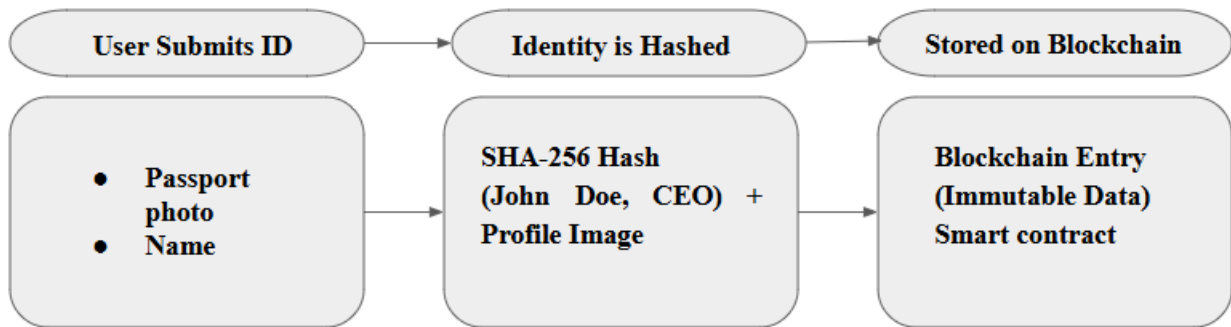 User Submits ID
Identity is Hashed
Stored on Blockchain
● Passport
photo
● Name
SHA-256 Hash
(John Doe, CEO) +
Profile Image
Blockchain Entry
(Immutable Data)
Smart contract